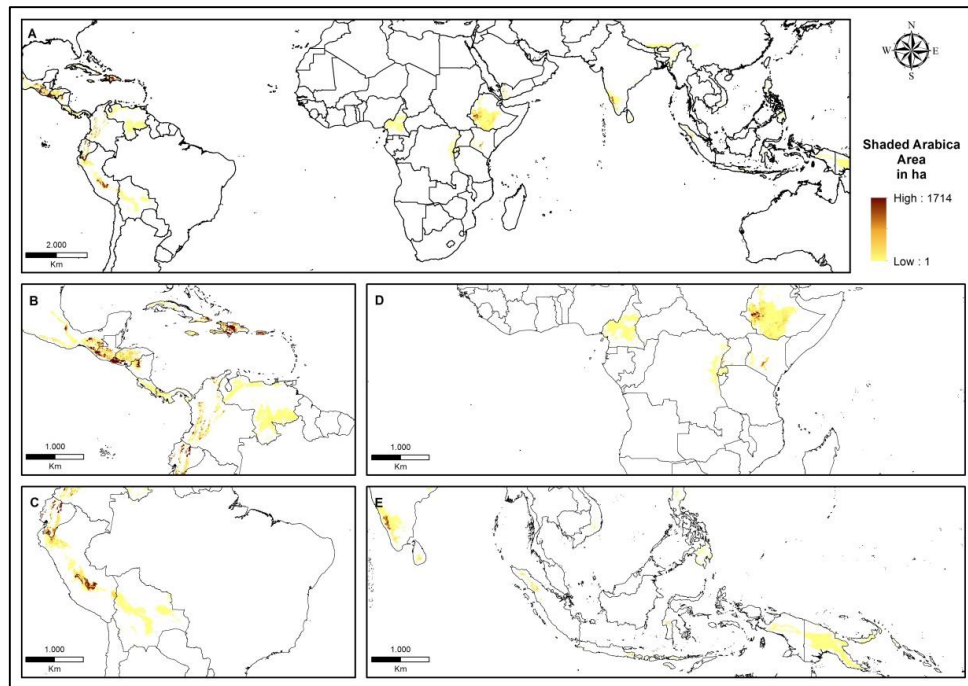 A
N
W E
S
Shaded Arabica
Area
in ha
High : 1714
Low : 1
2.000
Km
B
1.000
Km
D
1.000
Km
C
1.000
Km
E
1.000
Km